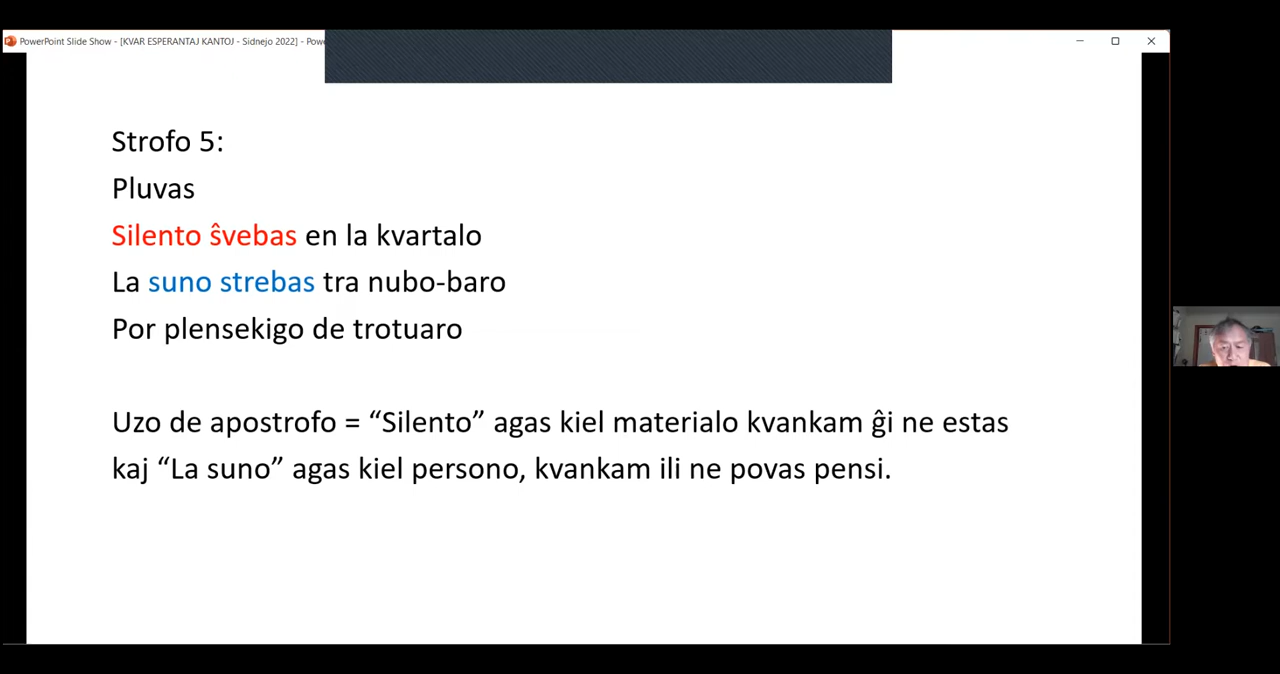 PowerPoint Slide Show - [KVAR ESPERANTAJ KANTOJ - Sidnejo 2022] - Powe
Strofo 5:
Pluvas
Silento ŝvebas en la kvartalo
La suno strebas tra nubo-baro
Por plensekigo de trotuaro
Uzo de apostrofo = “Silento” agas kiel materialo kvankam ĝi ne estas
kaj “La suno” agas kiel persono, kvankam ili ne povas pensi.